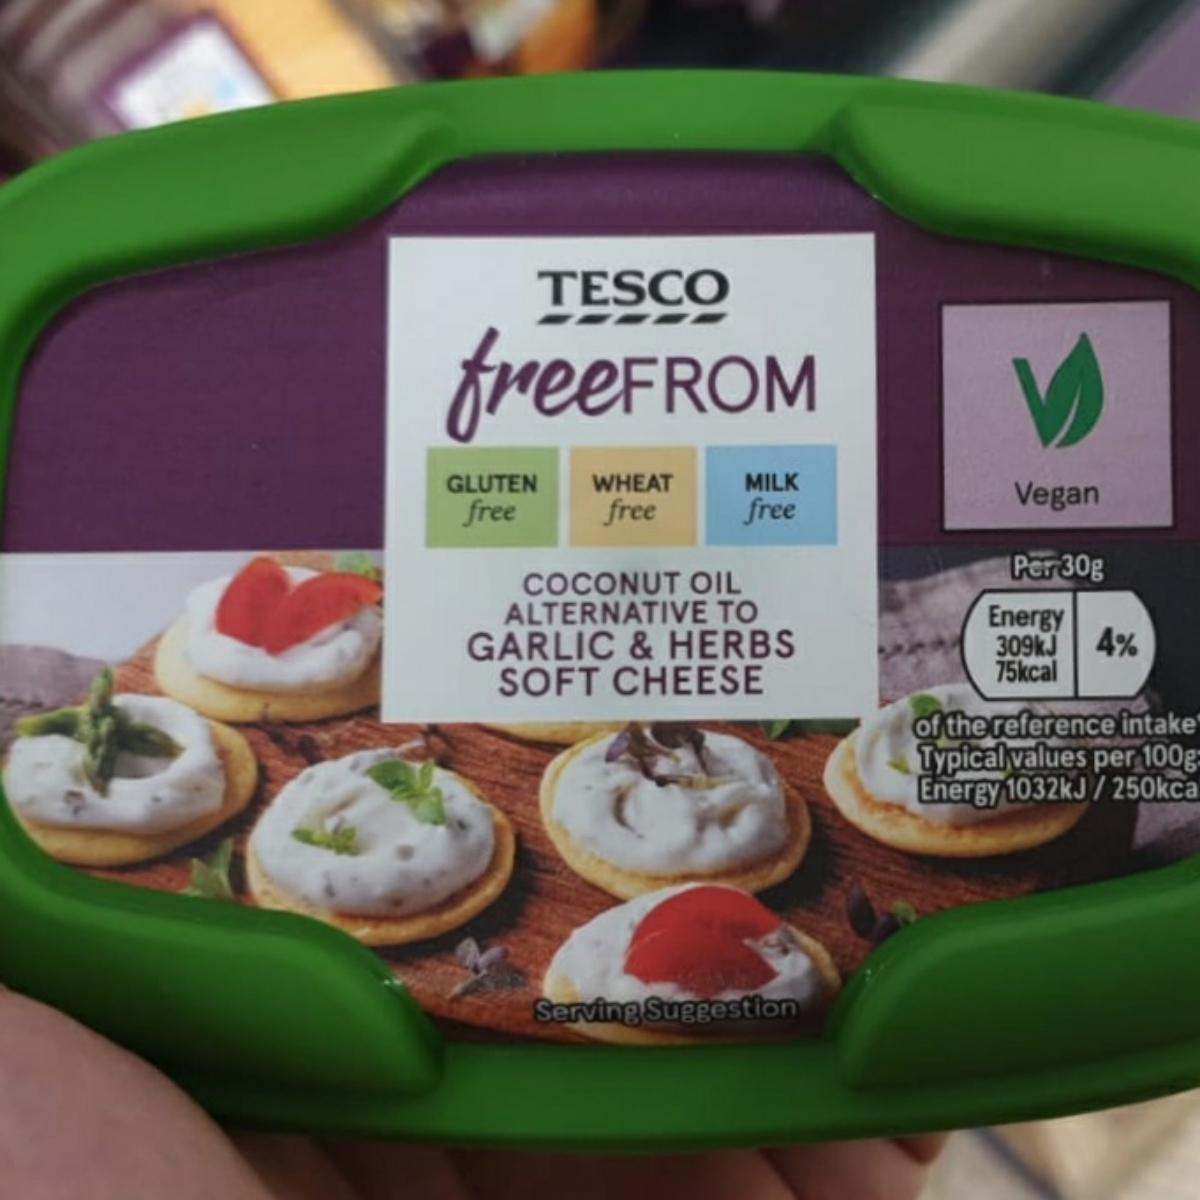 TESCO
freeFROM
GLUTEN free
WHEAT free
MILK free
COCONUT OIL
ALTERNATIVE TO
GARLIC & HERBS
SOFT CHEESE
Vegan
Per 30g
Energy
309kJ
75kcal
4%
of the reference intake
Typical values per 100g:
Energy 1032kJ / 250kca
Serving Suggestion